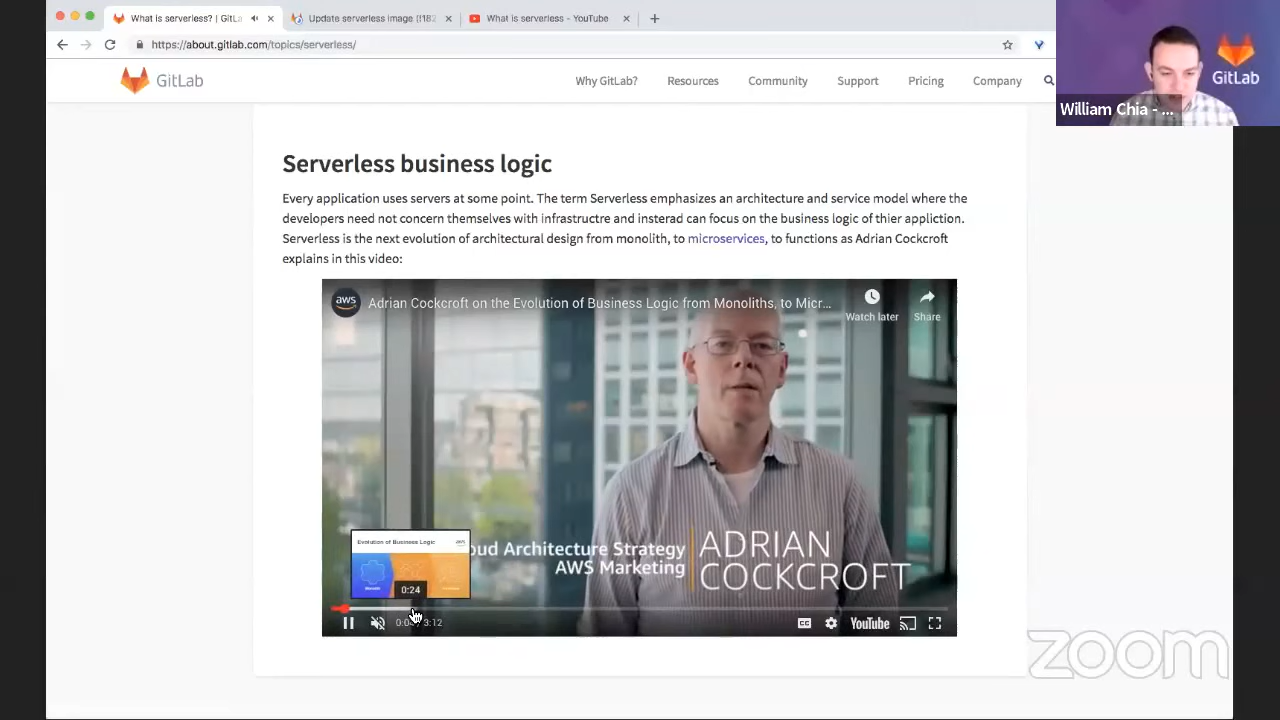 What is serverless? | GitLa
Update serverless image (!182
What is serverless - YouTube
https://about.gitlab.com/topics/serverless/
GitLab
Why GitLab?
Resources
Community
Support
Pricing
Company
GitLab
William Chia - ...
Serverless business logic
Every application uses servers at some point. The term Serverless emphasizes an architecture and service model where the
developers need not concern themselves with infrastructre and insterad can focus on the business logic of thier appliction.
Serverless is the next evolution of architectural design from monolith, to microservices, to functions as Adrian Cockcroft
explains in this video:
aws
Adrian Cockcroft on the Evolution of Business Logic from Monoliths, to Micr...
Watch later
Share
Evolution of Business Logic
aws
0:24
oud Architecture Strategy
AWS Marketing
ADRIAN
COCKCROFT
3:12
CC
YouTube
zoom